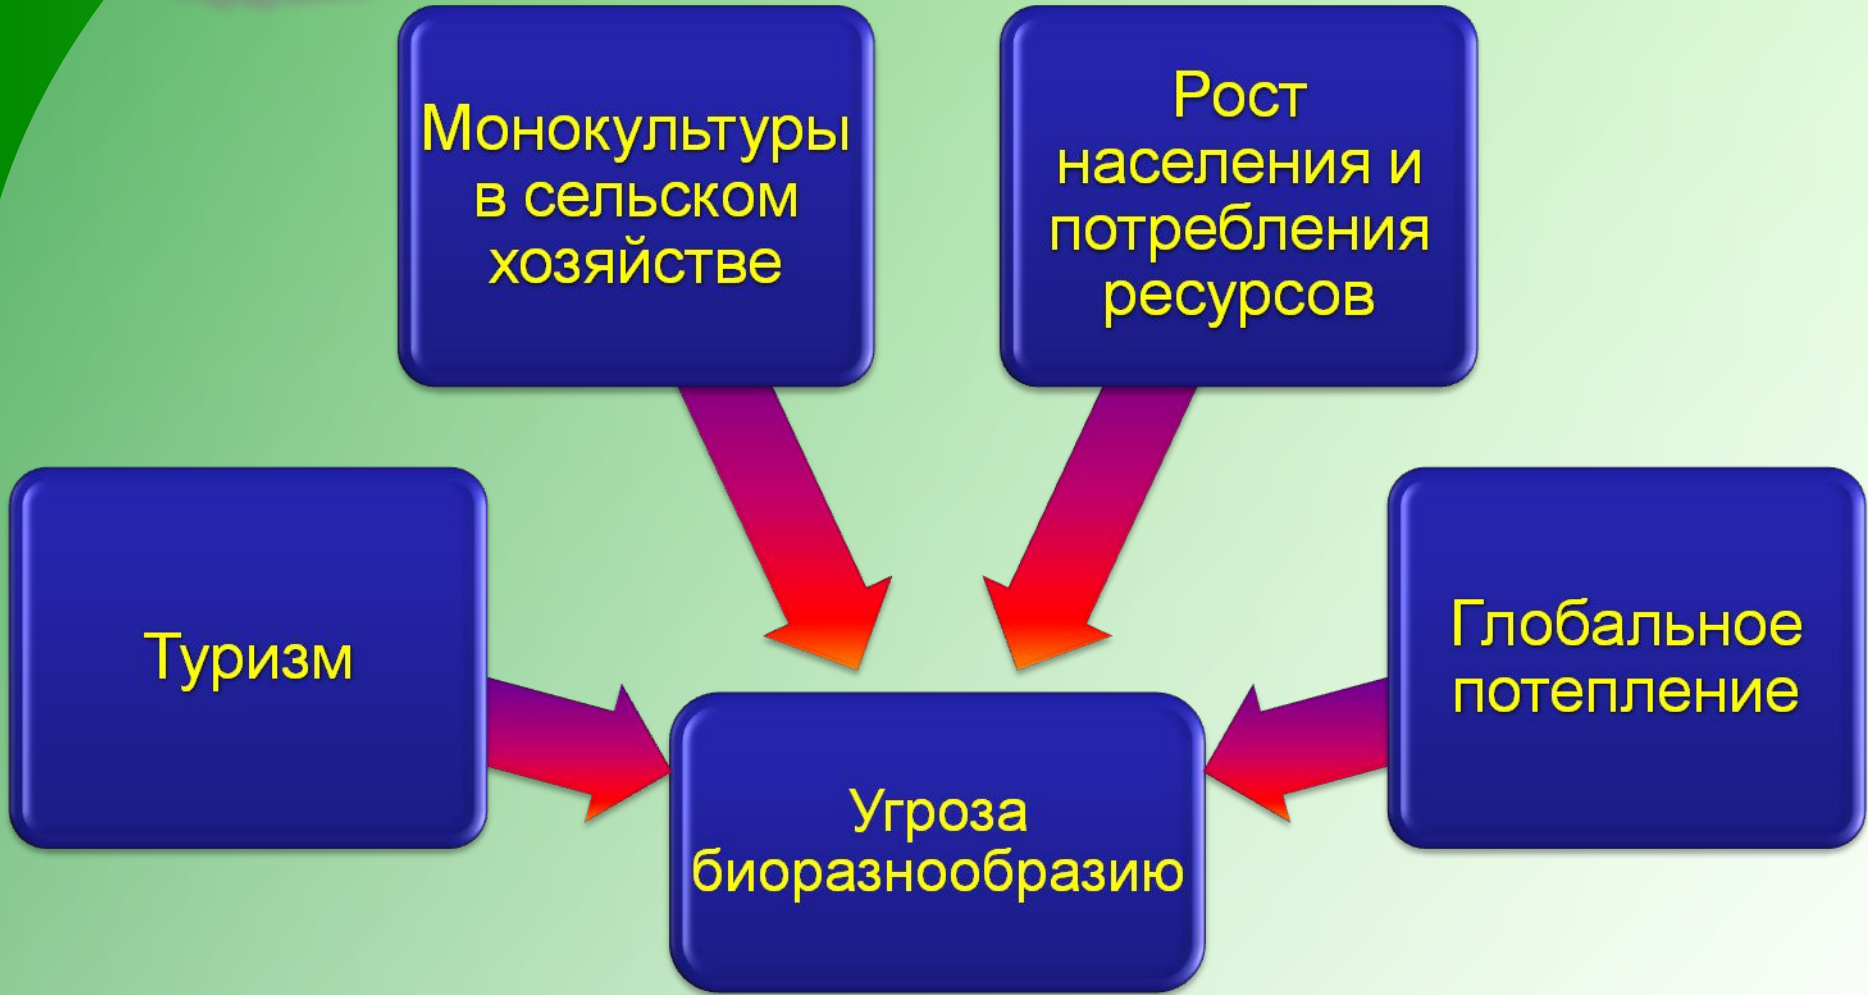 Монокультуры
в сельском
хозяйстве
Рост
населения и
потребления
ресурсов
Туризм
Глобальное
потепление
Угроза
биоразнообразию